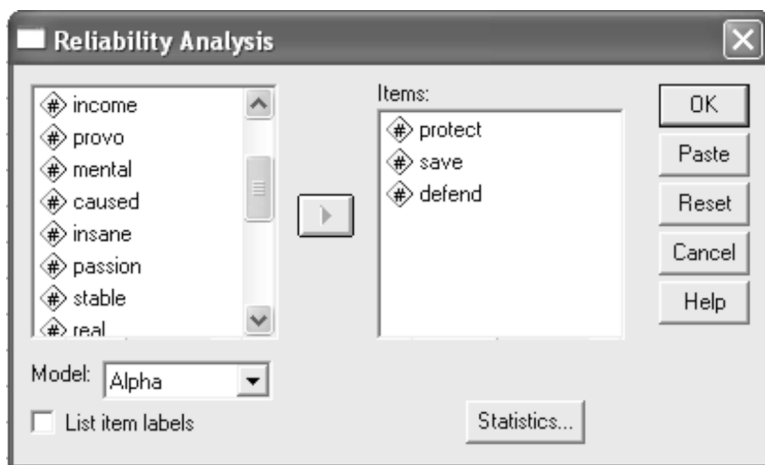 Reliability Analysis
income
provo
mental
caused
insane
passion
stable
real
Items:
protect
save
defend
OK
Paste
Reset
Cancel
Help
Model: Alpha
List item labels
Statistics...